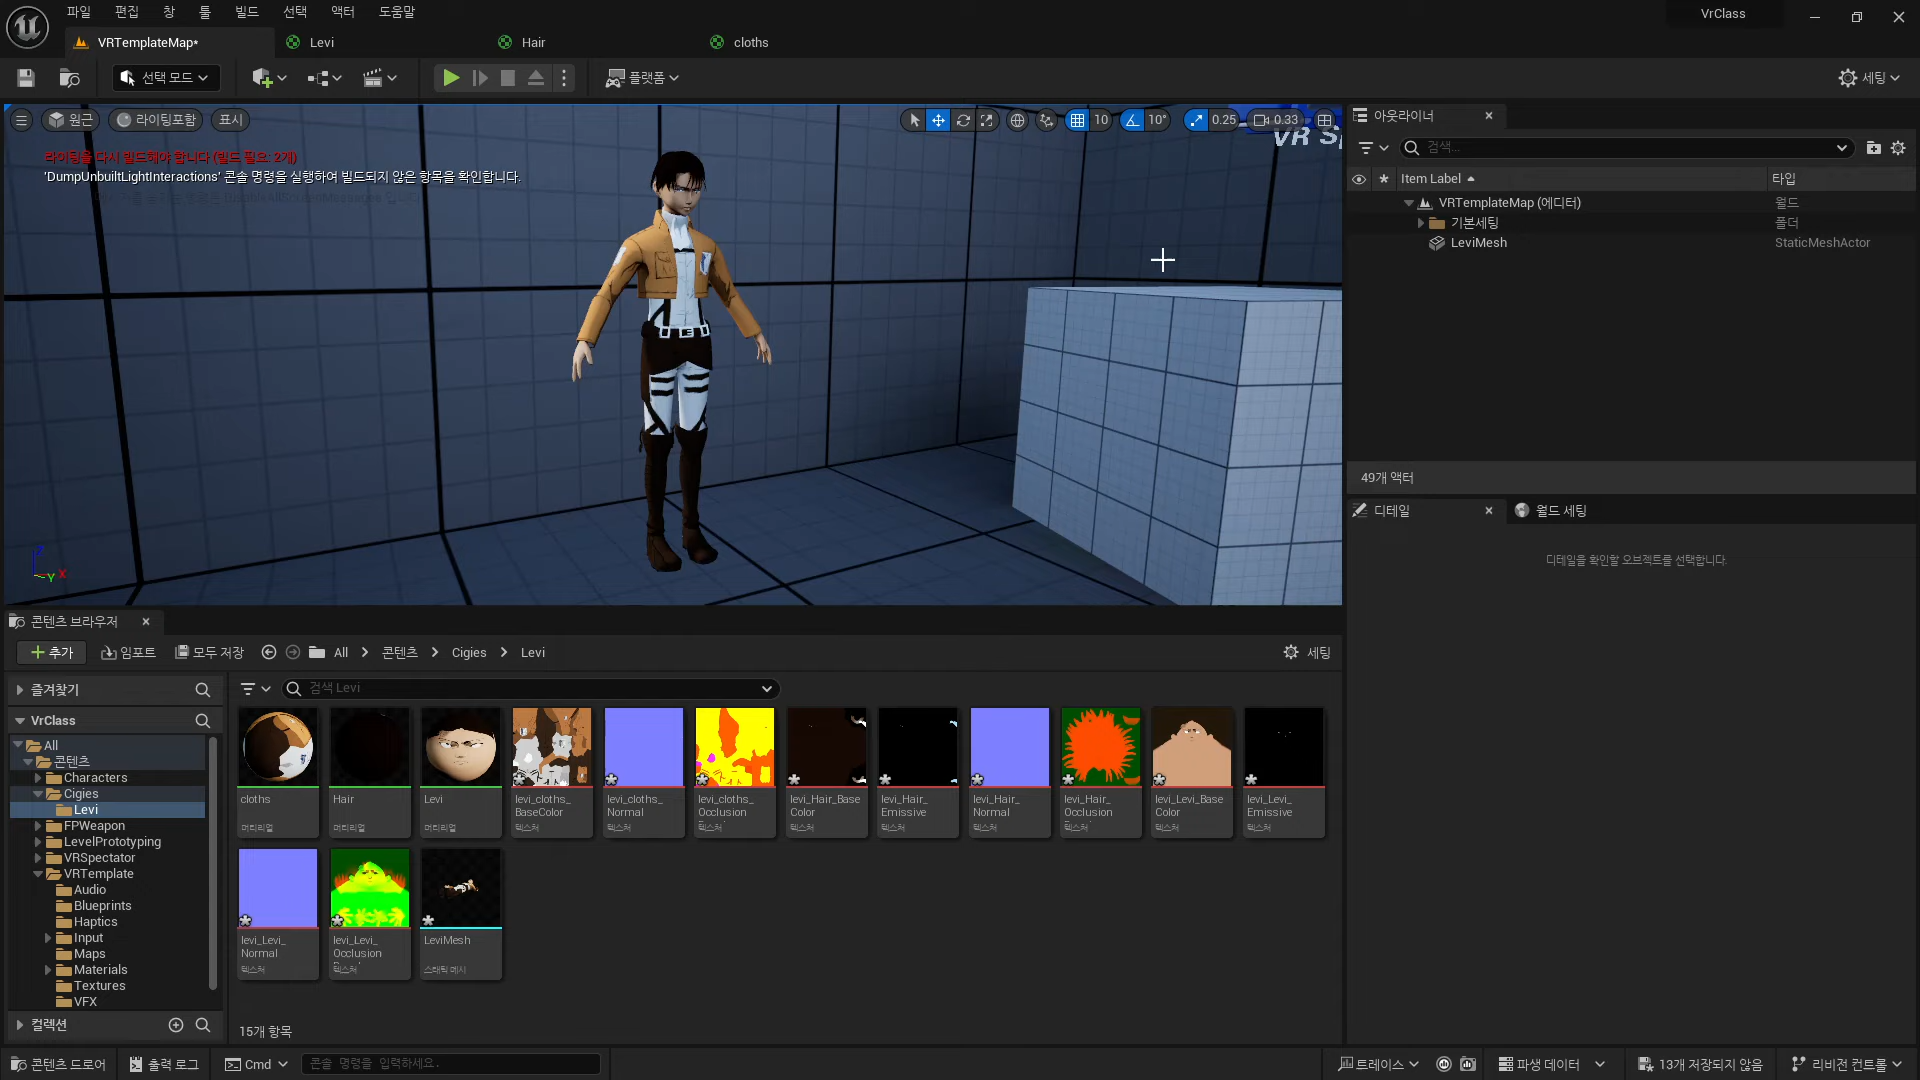 파일 편집 창 툴 빌드 선택 액터 도움말
VrClass
VRTemplateMap*
Levi
Hair
cloths
선택 모드
플랫폼
세팅
원근
라이팅포함
표시
10
10°
0.25
0.33
라이팅을 다시 빌드해야 합니다 (빌드 필요: 2개)
'DumpUnbuiltLightInteractions' 콘솔 명령을 실행하여 빌드되지 않은 항목을 확인합니다.
아웃라이너
검색...
Item Label
타입
VRTemplateMap (에디터)
월드
기본세팅
폴더
LeviMesh
StaticMeshActor
49개 액터
디테일
월드 세팅
디테일을 확인할 오브젝트를 선택합니다.
콘텐츠 브라우저
추가
임포트
모두 저장
All
콘텐츠
Cigies
Levi
세팅
즐겨찾기
VrClass
All
콘텐츠
Characters
Cigies
Levi
FPWeapon
LevelPrototyping
VRSpectator
VRTemplate
Audio
Blueprints
Haptics
Input
Maps
Materials
Textures
VFX
컬렉션
검색 Levi
cloths
머티리얼
Hair
머티리얼
Levi
머티리얼
levi_cloths_
BaseColor
텍스처
levi_cloths_
Normal
텍스처
levi_cloths_
Occlusion
텍스처
levi_Hair_Base
Color
텍스처
levi_Hair_
Emissive
텍스처
levi_Hair_
Normal
텍스처
levi_Hair_
Occlusion
텍스처
levi_Levi_Base
Color
텍스처
levi_Levi_
Emissive
텍스처
levi_Levi_
Normal
텍스처
levi_Levi_
Occlusion
텍스처
LeviMesh
스태틱 메시
15개 항목
콘텐츠 드로어
출력 로그
Cmd
콘솔 명령을 입력하세요.
트레이스
파생 데이터
13개 저장되지 않음
리비전 컨트롤